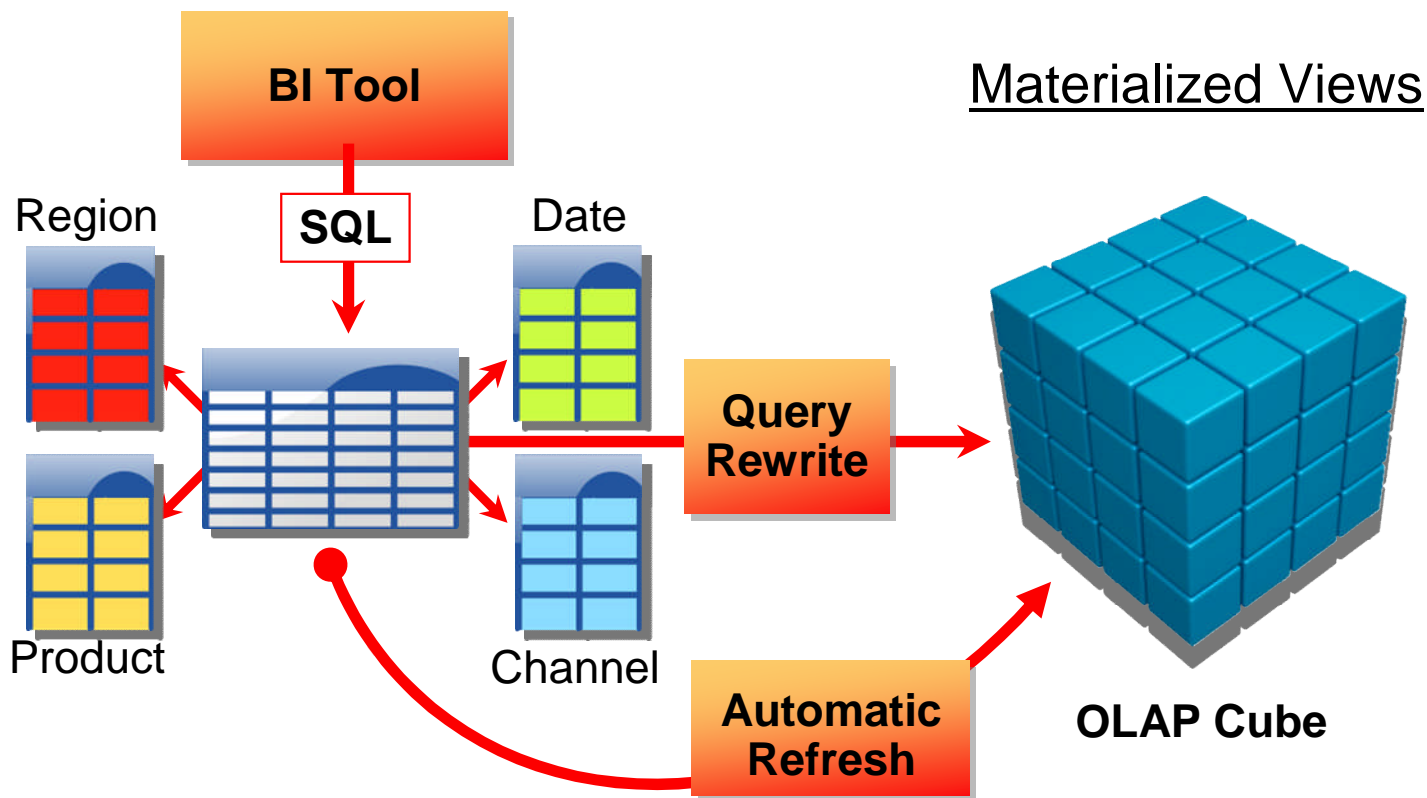 BI Tool
Materialized Views
SQL
Region
Date
Query
Rewrite
Product
Channel
Automatic
Refresh
OLAP Cube